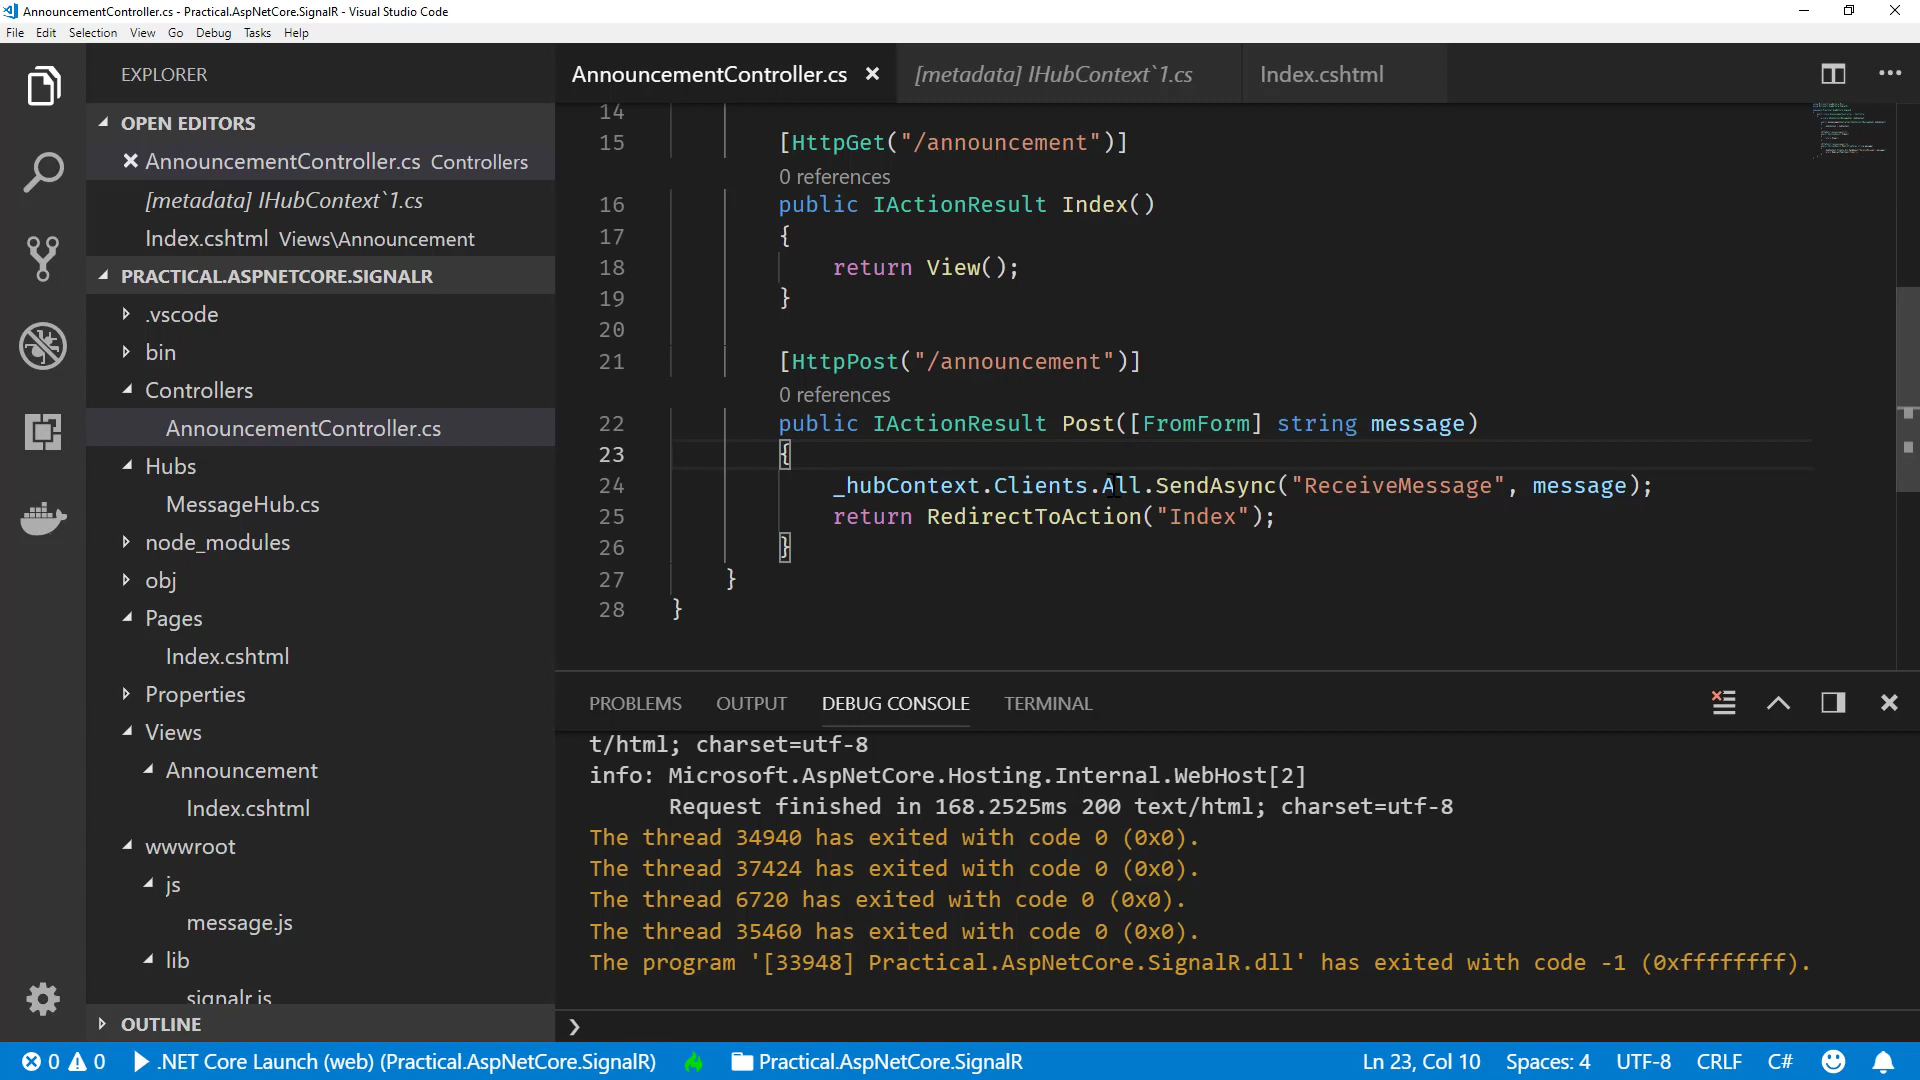 AnnouncementController.cs - Practical.AspNetCore.SignalR - Visual Studio Code
File Edit Selection View Go Debug Tasks Help
EXPLORER
OPEN EDITORS
AnnouncementController.cs Controllers
[metadata] IHubContext`1.cs
Index.cshtml Views\Announcement
PRACTICAL.ASPNETCORE.SIGNALR
.vscode
bin
Controllers
AnnouncementController.cs
Hubs
MessageHub.cs
node_modules
obj
Pages
Index.cshtml
Properties
Views
Announcement
Index.cshtml
wwwroot
js
message.js
lib
signalr.js
OUTLINE
AnnouncementController.cs [metadata] IHubContext`1.cs Index.cshtml
14
15 [HttpGet("/announcement")]
0 references
16 public IActionResult Index()
17 {
18 return View();
19 }
20
21 [HttpPost("/announcement")]
0 references
22 public IActionResult Post([FromForm] string message)
23 {
24 _hubContext.Clients.All.SendAsync("ReceiveMessage", message);
25 return RedirectToAction("Index");
26 }
27 }
28 }
PROBLEMS OUTPUT DEBUG CONSOLE TERMINAL
t/html; charset=utf-8
info: Microsoft.AspNetCore.Hosting.Internal.WebHost[2]
Request finished in 168.2525ms 200 text/html; charset=utf-8
The thread 34940 has exited with code 0 (0x0).
The thread 37424 has exited with code 0 (0x0).
The thread 6720 has exited with code 0 (0x0).
The thread 35460 has exited with code 0 (0x0).
The program '[33948] Practical.AspNetCore.SignalR.dll' has exited with code -1 (0xffffffff).
0 0 .NET Core Launch (web) (Practical.AspNetCore.SignalR) Practical.AspNetCore.SignalR Ln 23, Col 10 Spaces: 4 UTF-8 CRLF C#